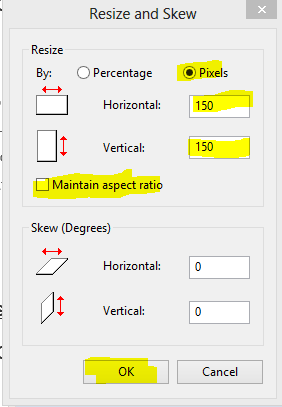 Resize and Skew
Resize
By: Percentage Pixels
Horizontal: 150
Vertical: 150
Maintain aspect ratio
Skew (Degrees)
Horizontal: 0
Vertical: 0
OK Cancel